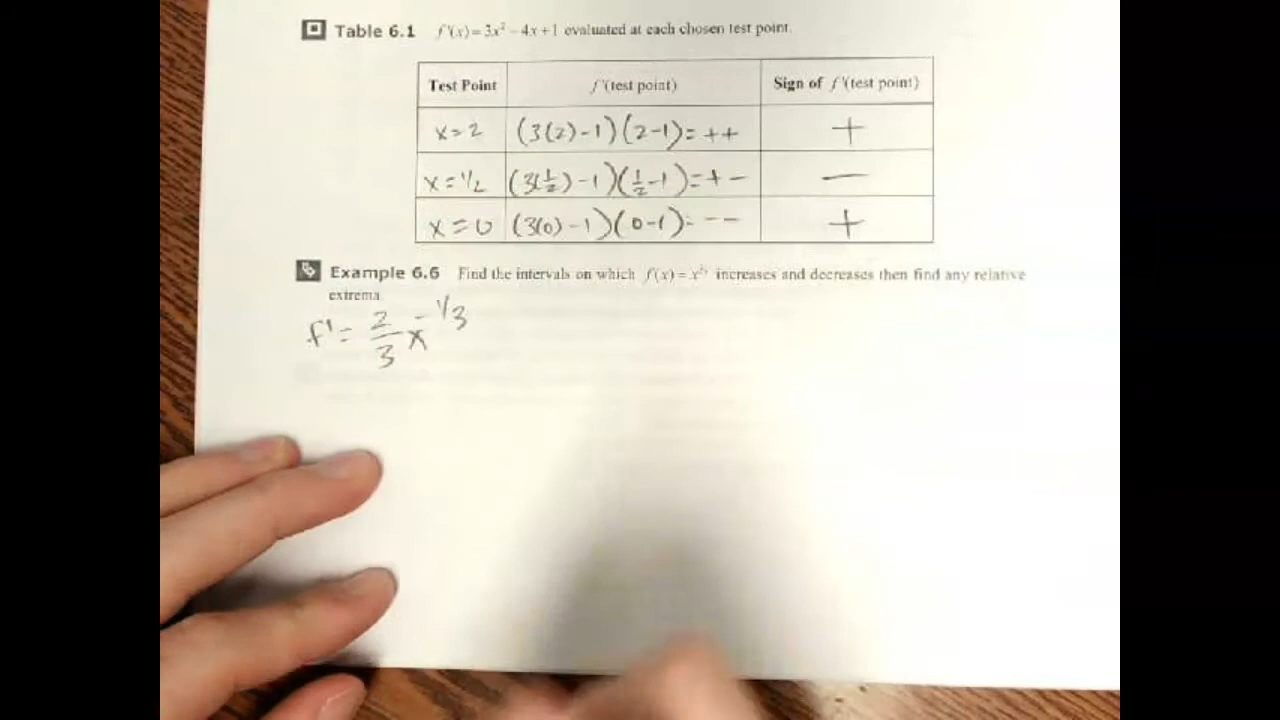 Table 6.1 f'(x) = 3x² − 4x + 1 evaluated at each chosen test point.
Test Point f'(test point) Sign of f'(test point)
x=2 (3(2)-1)(2-1)=++ +
x=1/2 (3(1/2)-1)(1/2-1)=+- −
x=0 (3(0)-1)(0-1)=-- +
Example 6.6 Find the intervals on which f(x) = x^(2/3) increases and decreases then find any relative
extrema.
f'= 2/3 x^(-1/3)